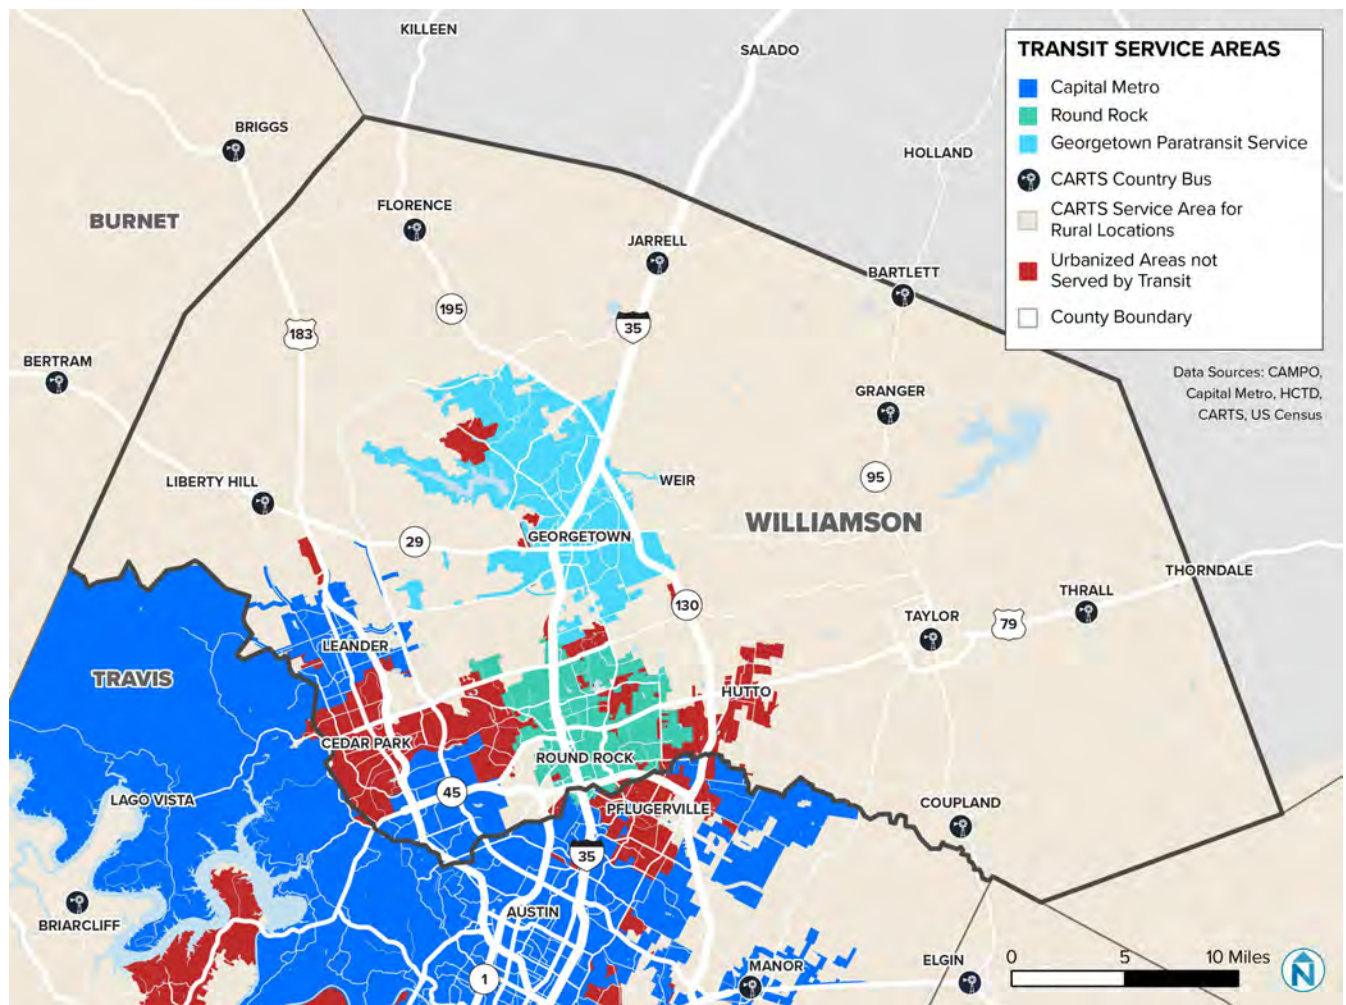 KILLEEN
SALADO
TRANSIT SERVICE AREAS
Capital Metro
Round Rock
Georgetown Paratransit Service
CARTS Country Bus
CARTS Service Area for
Rural Locations
Urbanized Areas not
Served by Transit
County Boundary
Data Sources: CAMPO,
Capital Metro, HCTD,
CARTS, US Census
BRIGGS
HOLLAND
BURNET
FLORENCE
JARRELL
BARTLETT
195
35
183
BERTRAM
GRANGER
LIBERTY HILL
WEIR
95
WILLIAMSON
29
GEORGETOWN
THORNDALE
THRALL
130
TAYLOR
79
LEANDER
TRAVIS
HUTTO
CEDAR PARK
ROUND ROCK
LAGO VISTA
45
PFLUGERVILLE
COUPLAND
35
BRIARCLIFF
AUSTIN
1
MANOR
ELGIN
0 5 10 Miles
N